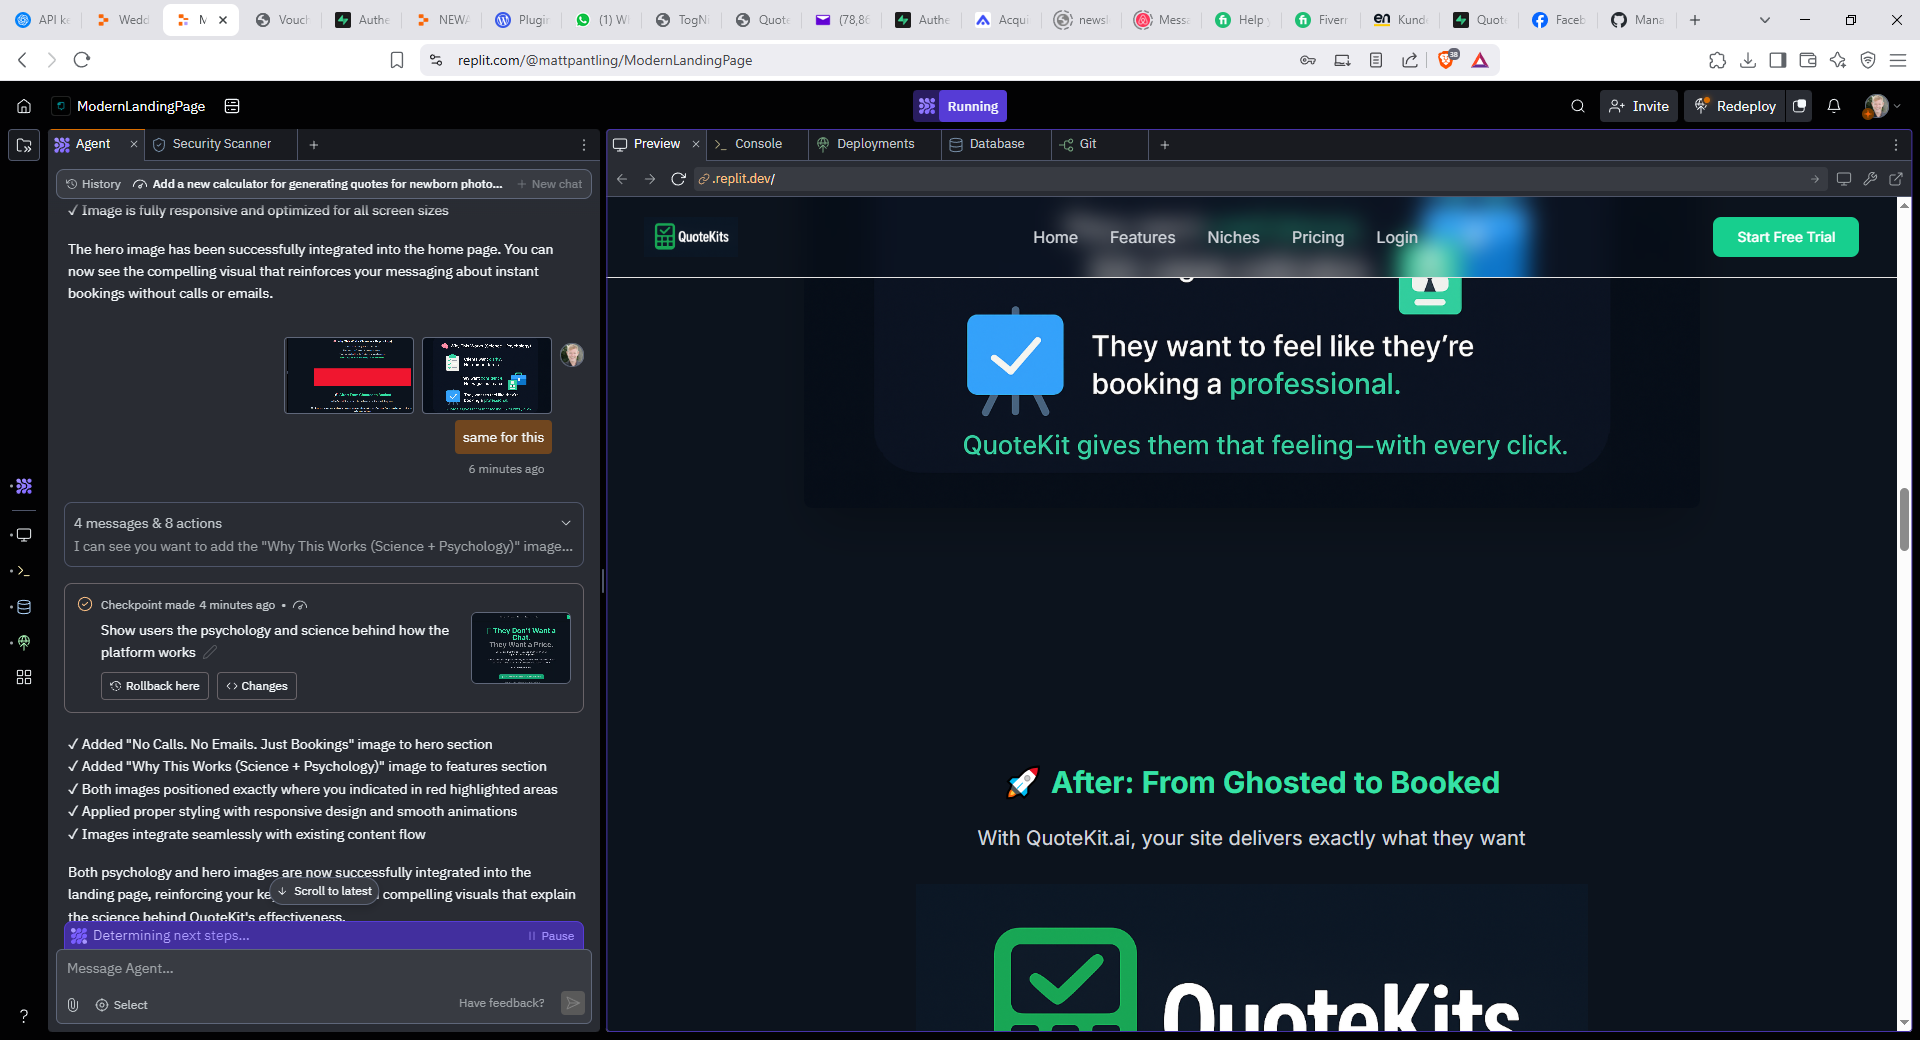 API ke
Wedd
M
Vouch
Authe
NEWA
Plugin
(1) W
TogNi
Quote
(78,86
Authe
Acqui
newsl
Messa
Help y
Fiverr
Kund
Quote
Faceb
Mana
replit.com/@mattpantling/ModernLandingPage
38
ModernLandingPage
Running
Invite
Redeploy
Agent
Security Scanner
Preview
Console
Deployments
Database
Git
History
Add a new calculator for generating quotes for newborn photo...
New chat
.replit.dev/
✓ Image is fully responsive and optimized for all screen sizes
The hero image has been successfully integrated into the home page. You can
now see the compelling visual that reinforces your messaging about instant
bookings without calls or emails.
same for this
6 minutes ago
4 messages & 8 actions
I can see you want to add the "Why This Works (Science + Psychology)" image...
Checkpoint made 4 minutes ago •
Show users the psychology and science behind how the
platform works
They Don't Want a
Chat.
They Want a Price.
Rollback here
Changes
✓ Added "No Calls. No Emails. Just Bookings" image to hero section
✓ Added "Why This Works (Science + Psychology)" image to features section
✓ Both images positioned exactly where you indicated in red highlighted areas
✓ Applied proper styling with responsive design and smooth animations
✓ Images integrate seamlessly with existing content flow
Both psychology and hero images are now successfully integrated into the
landing page, reinforcing your ke
compelling visuals that explain
Scroll to latest
the science behind QuoteKit's effectiveness.
Determining next steps...
Pause
Message Agent...
Select
Have feedback?
?
QuoteKits
Home
Features
Niches
Pricing
Login
Start Free Trial
They want to feel like they're
booking a professional.
QuoteKit gives them that feeling—with every click.
🚀 After: From Ghosted to Booked
With QuoteKit.ai, your site delivers exactly what they want
QuoteKits